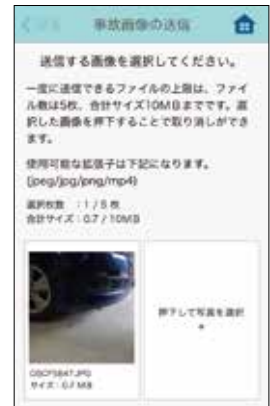 事故画像の送信
送信する画像を選択してください。
一度に送信できるファイルの上限は、ファイ
ル数は5枚、合計サイズ10MBまでです。選
択した画像を押下することで取り消しができ
ます。
使用可能な拡張子は下記になります。
(jpeg/jpg/png/mp4)
選択枚数 : 1 / 5 枚
合計サイズ : 0.7 / 10MB
押下して写真を選択
+
サイズ : 0.7 MB